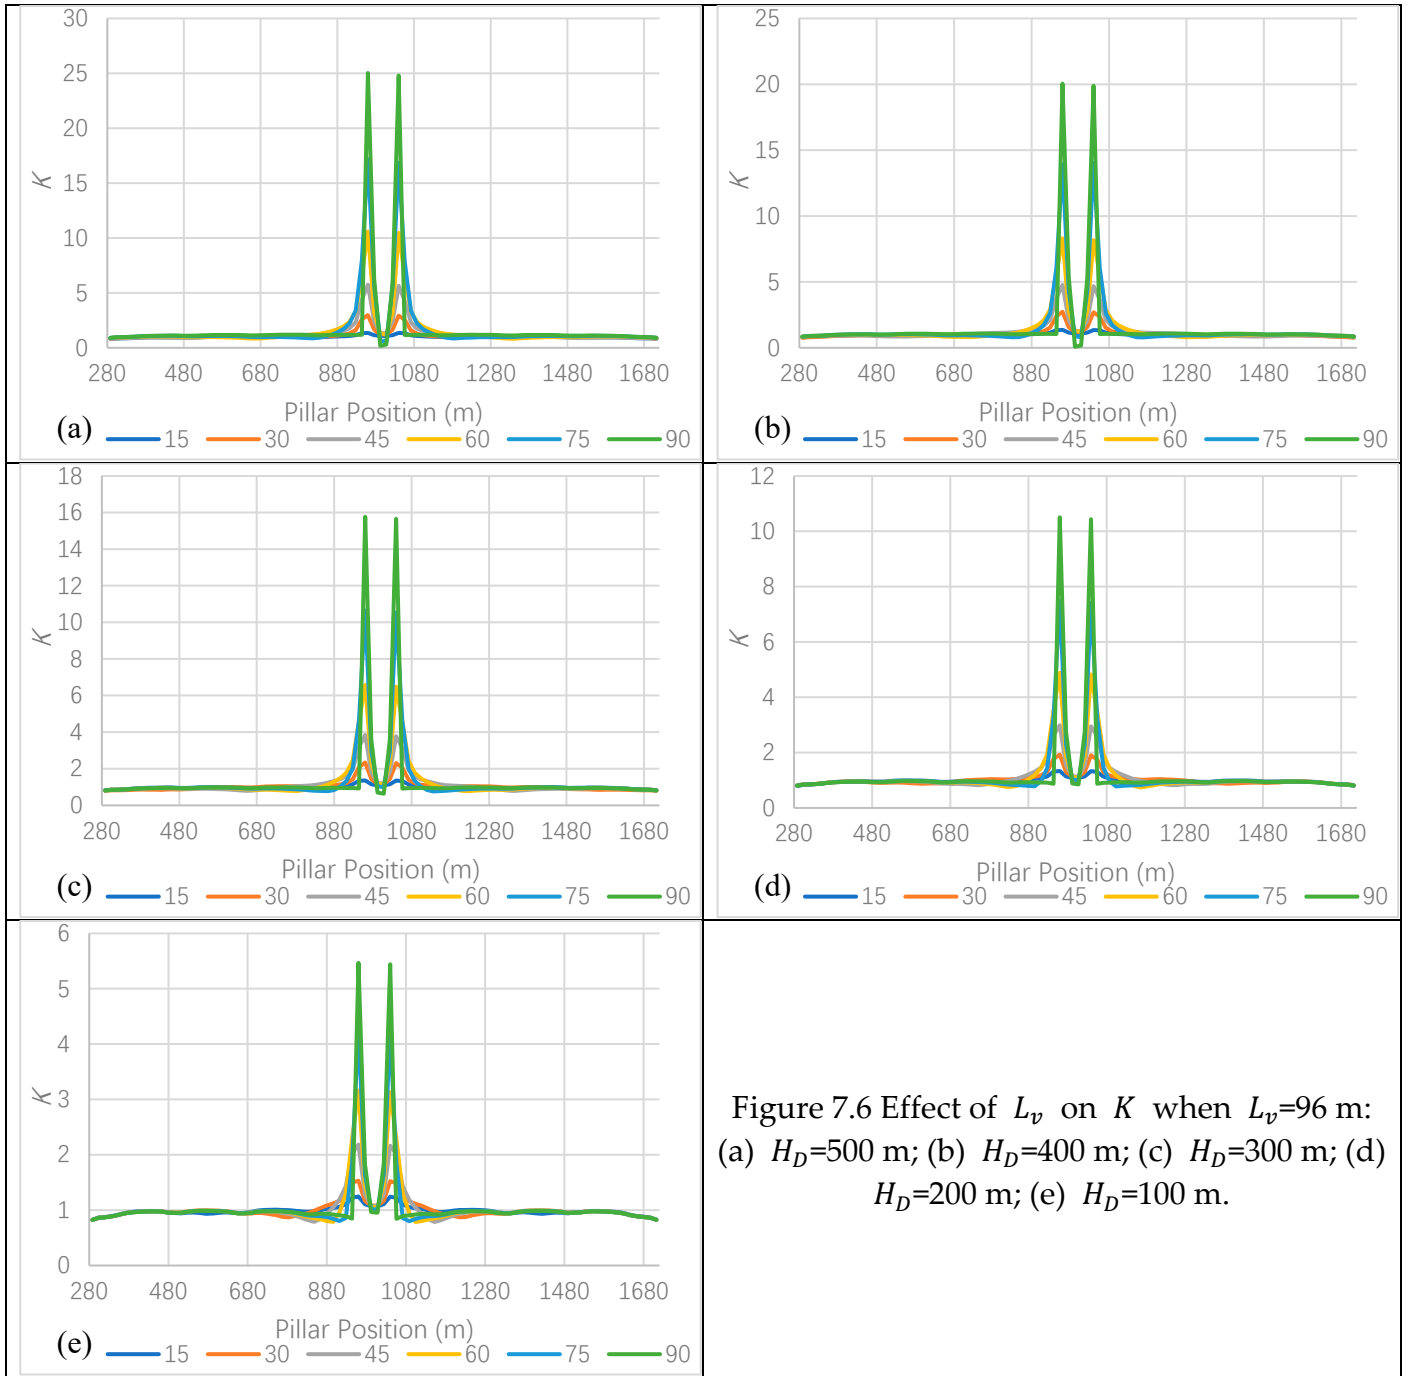 30
25
20
15
10
5
0
K
280 480 680 880 1080 1280 1480 1680
Pillar Position (m)
(a) 15 30 45 60 75 90
25
20
15
10
5
0
K
280 480 680 880 1080 1280 1480 1680
Pillar Position (m)
(b) 15 30 45 60 75 90
18
16
14
12
10
8
6
4
2
0
K
280 480 680 880 1080 1280 1480 1680
Pillar Position (m)
(c) 15 30 45 60 75 90
12
10
8
6
4
2
0
K
280 480 680 880 1080 1280 1480 1680
Pillar Position (m)
(d) 15 30 45 60 75 90
6
5
4
3
2
1
0
K
280 480 680 880 1080 1280 1480 1680
Pillar Position (m)
(e) 15 30 45 60 75 90
Figure 7.6 Effect of L_v on K when L_v=96 m:
(a) H_D=500 m; (b) H_D=400 m; (c) H_D=300 m; (d)
H_D=200 m; (e) H_D=100 m.